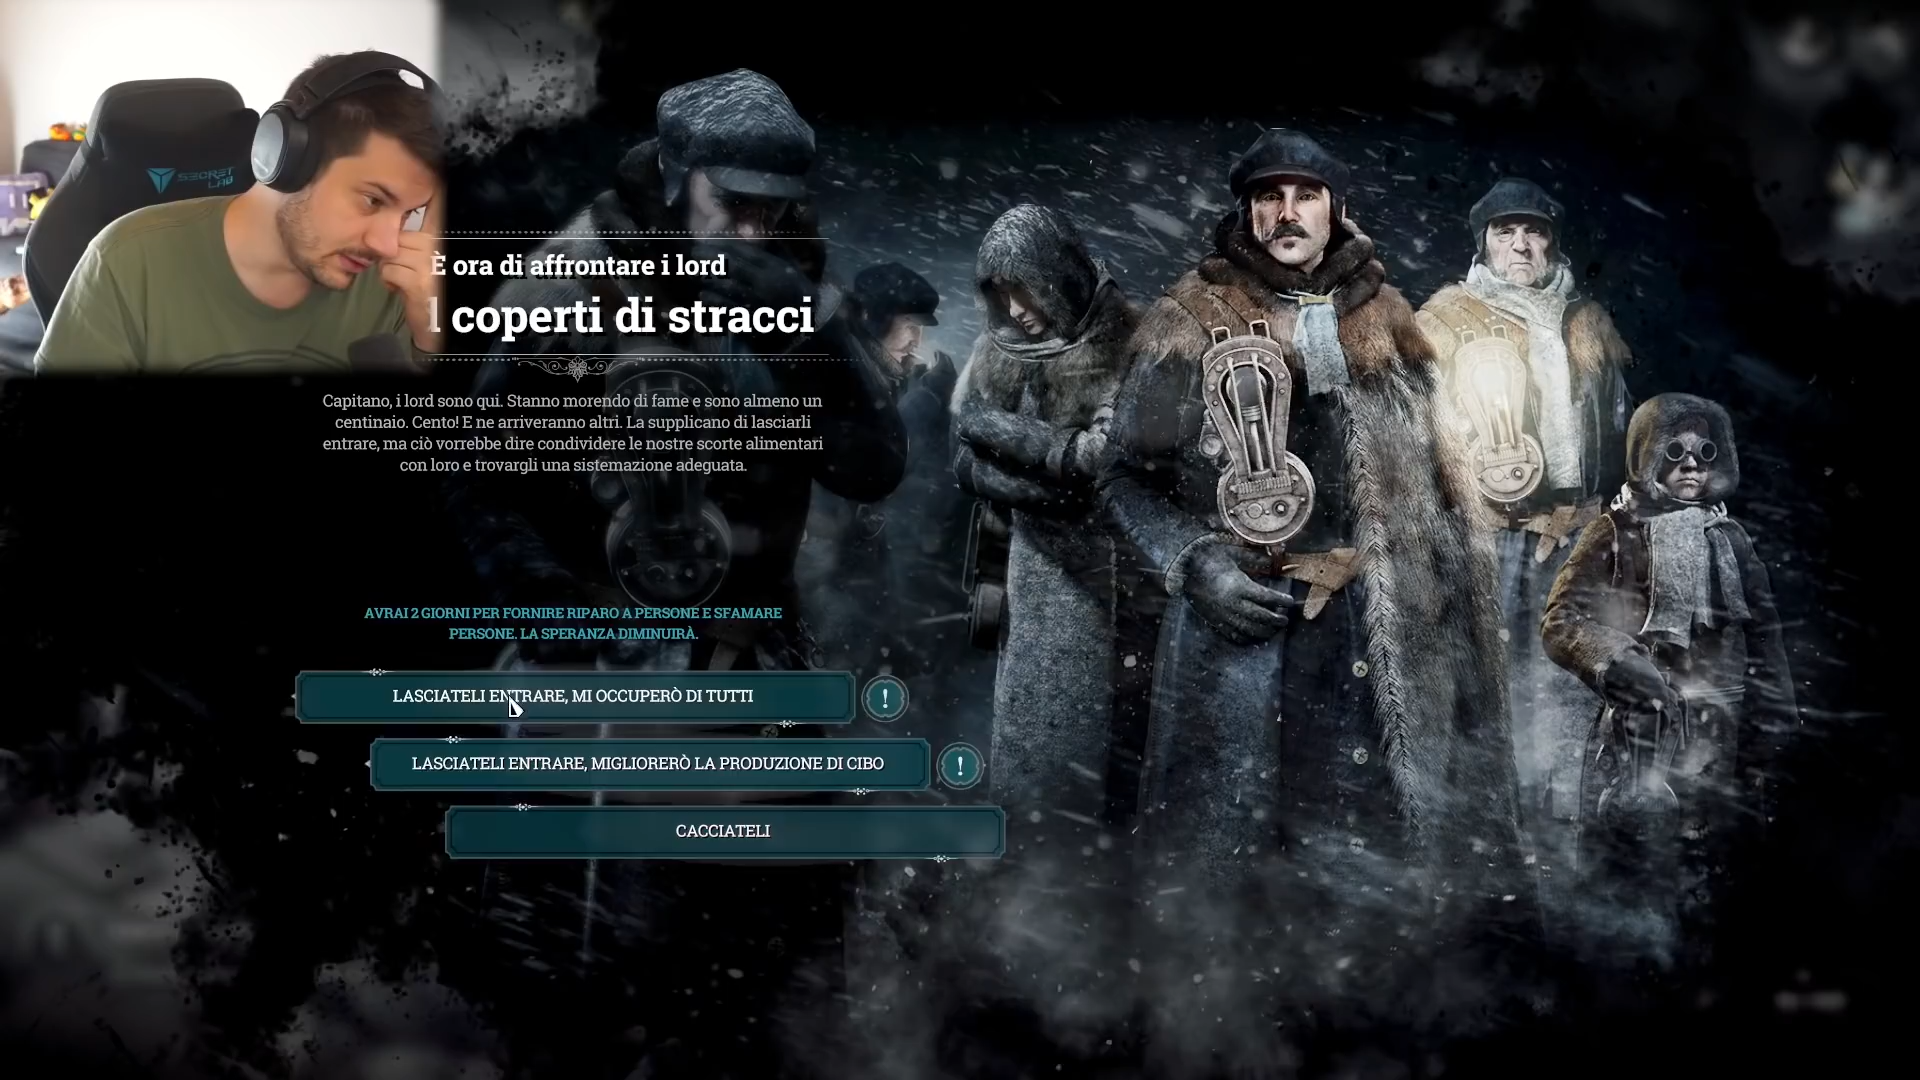 SECRET
LAB
È ora di affrontare i lord
coperti di stracci
Capitano, i lord sono qui. Stanno morendo di fame e sono almeno un
centinaio. Cento! E ne arriveranno altri. La supplicano di lasciarli
entrare, ma ciò vorrebbe dire condividere le nostre scorte alimentari
con loro e trovargli una sistemazione adeguata.
AVRAI 2 GIORNI PER FORNIRE RIPARO A PERSONE E SFAMARE
PERSONE. LA SPERANZA DIMINUIRÀ.
LASCIATELI ENTRARE, MI OCCUPERÒ DI TUTTI
!
LASCIATELI ENTRARE, MIGLIORERÒ LA PRODUZIONE DI CIBO
!
CACCIATELI